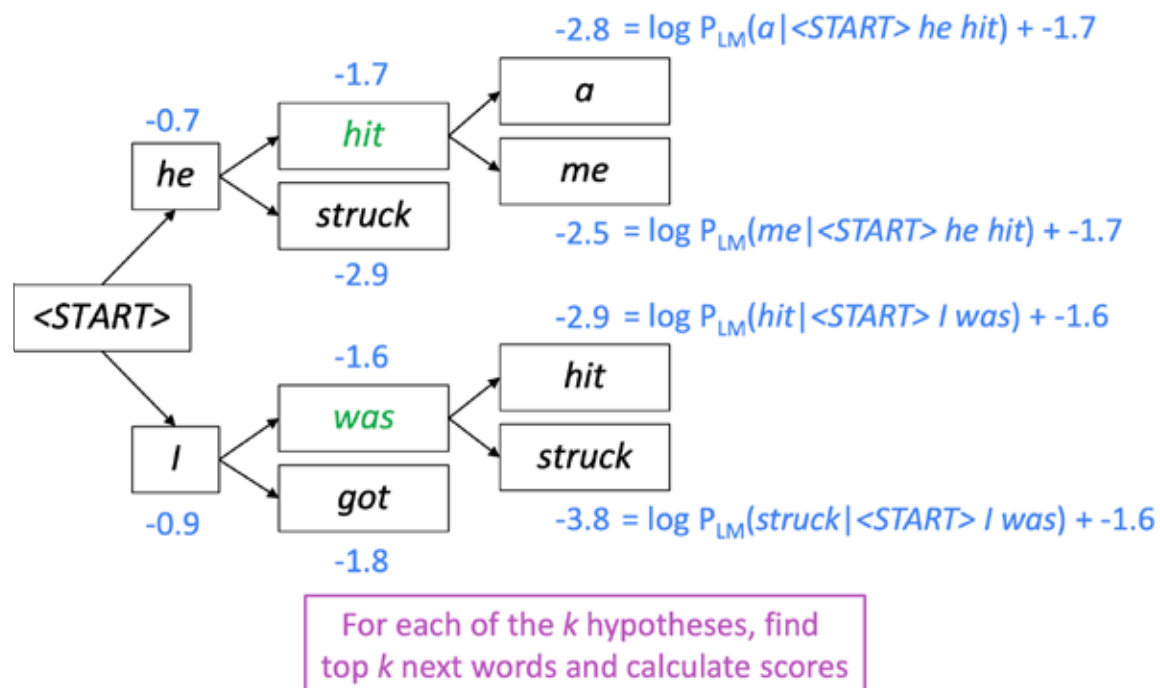 -2.8 = log P_LM(a|<START> he hit) + -1.7
-1.7
a
-0.7
hit
he
me
struck
-2.5 = log P_LM(me|<START> he hit) + -1.7
-2.9
<START>
-2.9 = log P_LM(hit|<START> I was) + -1.6
-1.6
hit
was
I
struck
got
-0.9
-3.8 = log P_LM(struck|<START> I was) + -1.6
-1.8
For each of the k hypotheses, find
top k next words and calculate scores